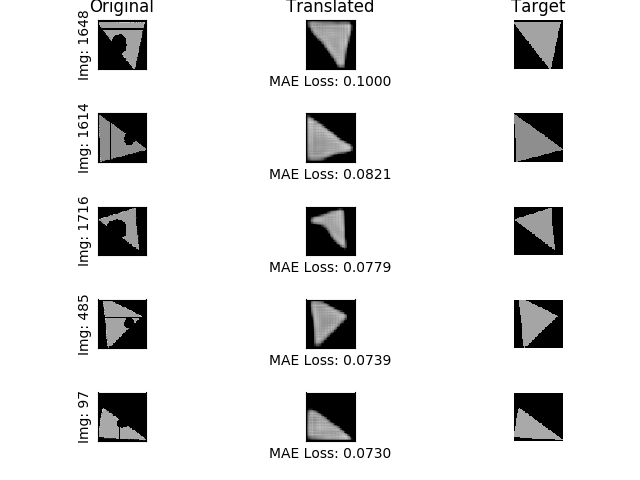 Original Translated Target
Img: 1648
MAE Loss: 0.1000
Img: 1614
MAE Loss: 0.0821
Img: 1716
MAE Loss: 0.0779
Img: 485
MAE Loss: 0.0739
Img: 97
MAE Loss: 0.0730